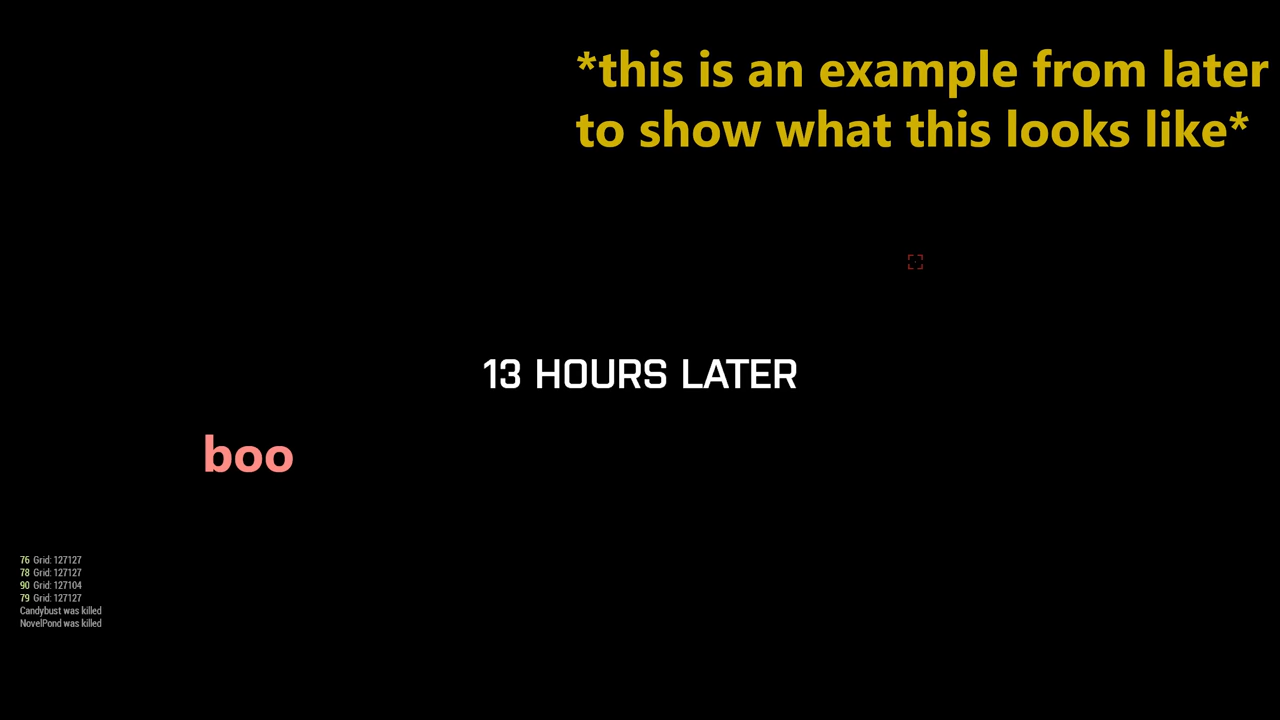 *this is an example from later
to show what this looks like*
13 HOURS LATER
boo
76 Grid: 127127
78 Grid: 127127
90 Grid: 127104
79 Grid: 127127
Candybust was killed
NovelPond was killed